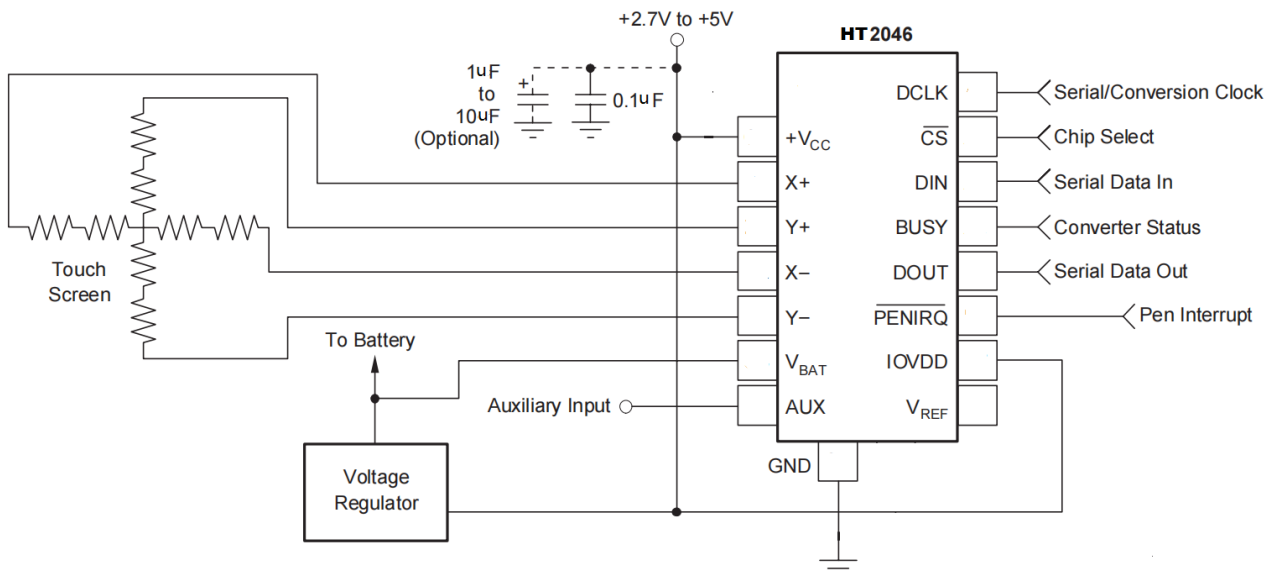 +2.7V to +5V
HT2046
1uF
to
10uF
(Optional)
+
0.1uF
DCLK
Serial/Conversion Clock
+VCC
CS
Chip Select
X+
DIN
Serial Data In
Y+
BUSY
Converter Status
X–
DOUT
Serial Data Out
Touch
Screen
Y–
PENIRQ
Pen Interrupt
To Battery
VBAT
IOVDD
Auxiliary Input
AUX
VREF
GND
Voltage
Regulator